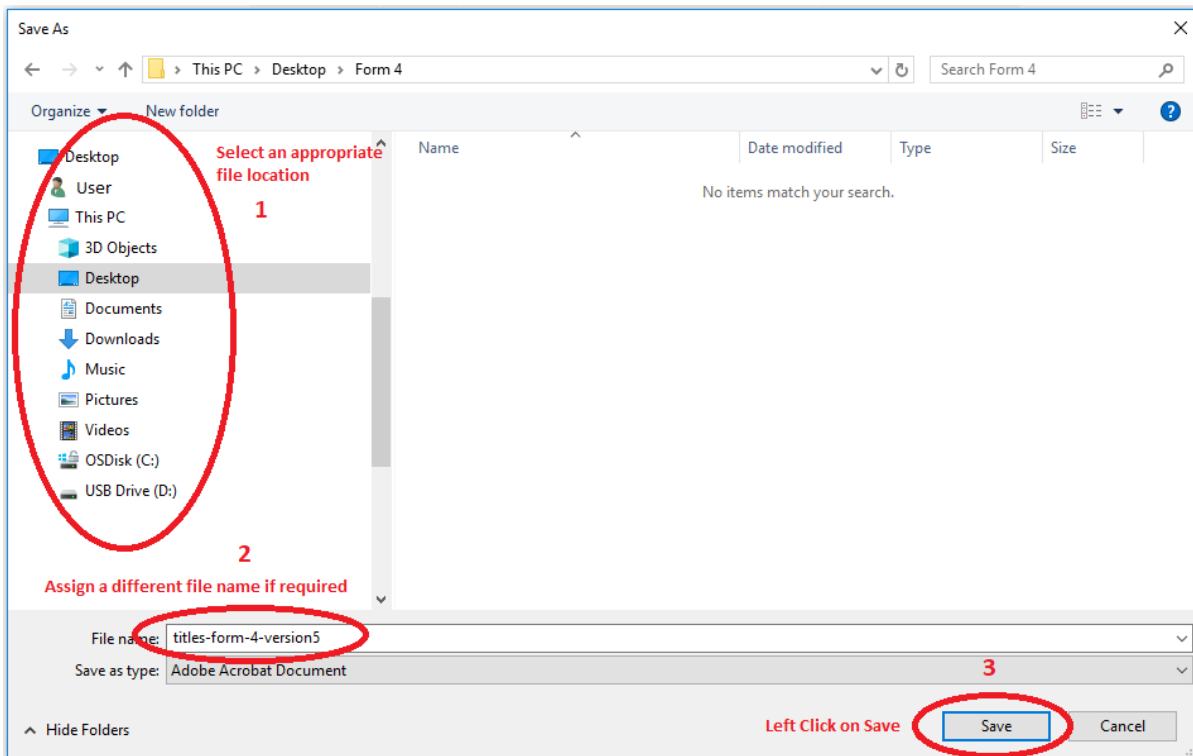 Save As
This PC > Desktop > Form 4
Search Form 4
Organize
New folder
Desktop
User
This PC
3D Objects
Desktop
Documents
Downloads
Music
Pictures
Videos
OSDisk (C:)
USB Drive (D:)
Select an appropriate
file location
1
Name
Date modified
Type
Size
No items match your search.
2
Assign a different file name if required
File name: titles-form-4-version5
Save as type: Adobe Acrobat Document
3
Hide Folders
Left Click on Save
Save
Cancel